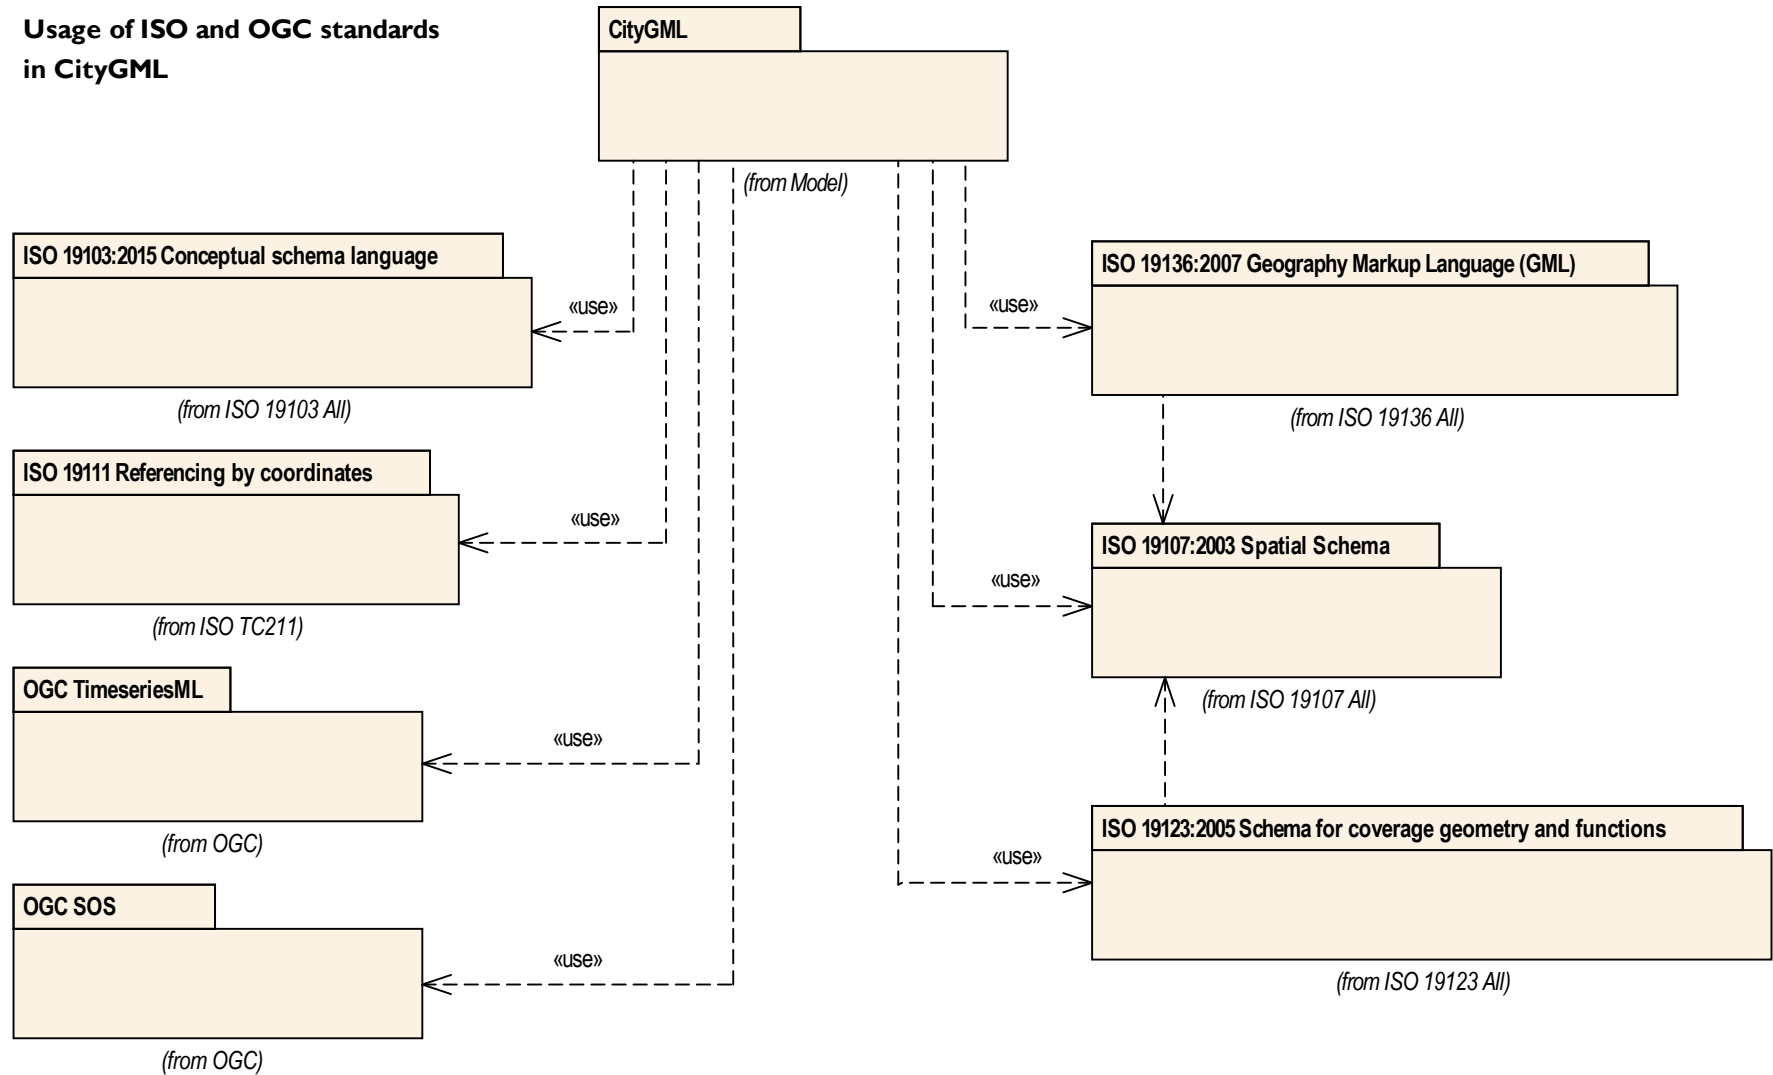 Usage of ISO and OGC standards
in CityGML
CityGML
(from Model)
ISO 19103:2015 Conceptual schema language
«use»
(from ISO 19103 All)
ISO 19111 Referencing by coordinates
«use»
(from ISO TC211)
OGC TimeseriesML
«use»
(from OGC)
OGC SOS
«use»
(from OGC)
ISO 19136:2007 Geography Markup Language (GML)
«use»
(from ISO 19136 All)
ISO 19107:2003 Spatial Schema
«use»
(from ISO 19107 All)
ISO 19123:2005 Schema for coverage geometry and functions
«use»
(from ISO 19123 All)